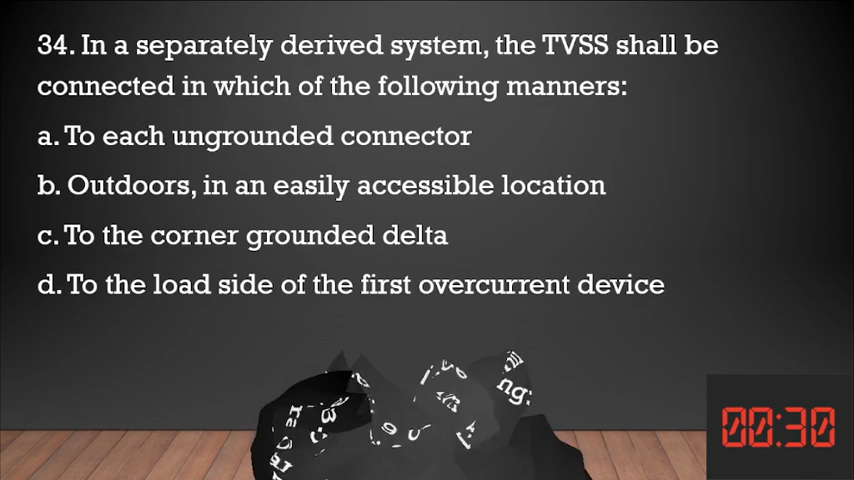 34. In a separately derived system, the TVSS shall be
connected in which of the following manners:
a. To each ungrounded connector
b. Outdoors, in an easily accessible location
c. To the corner grounded delta
d. To the load side of the first overcurrent device
ng:
00:30